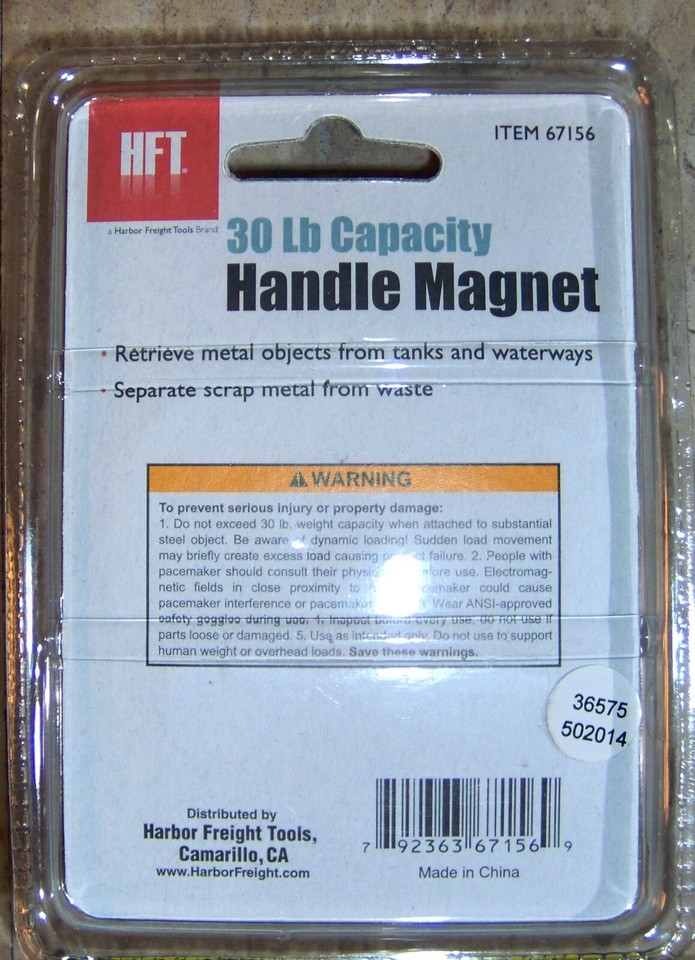 HFT.
ITEM 67156
a Harbor Freight Tools Brand
30 Lb Capacity
Handle Magnet
• Retrieve metal objects from tanks and waterways
• Separate scrap metal from waste
WARNING
To prevent serious injury or property damage:
1. Do not exceed 30 lb. weight capacity when attached to substantial
steel object. Be aware of dynamic loading! Sudden load movement
may briefly create excess load causing failure. 2. People with
pacemaker should consult their before use. Electromag-
netic fields in close proximity to pacemaker could cause
pacemaker interference or Wear ANSI-approved
safety goggles during use. 4. Inspect before every use, do not use if
parts loose or damaged. 5. Use as intended only. Do not use to support
human weight or overhead loads. Save these warnings.
36575
502014
Distributed by
Harbor Freight Tools,
Camarillo, CA
www.HarborFreight.com
7 92363 67156 9
Made in China